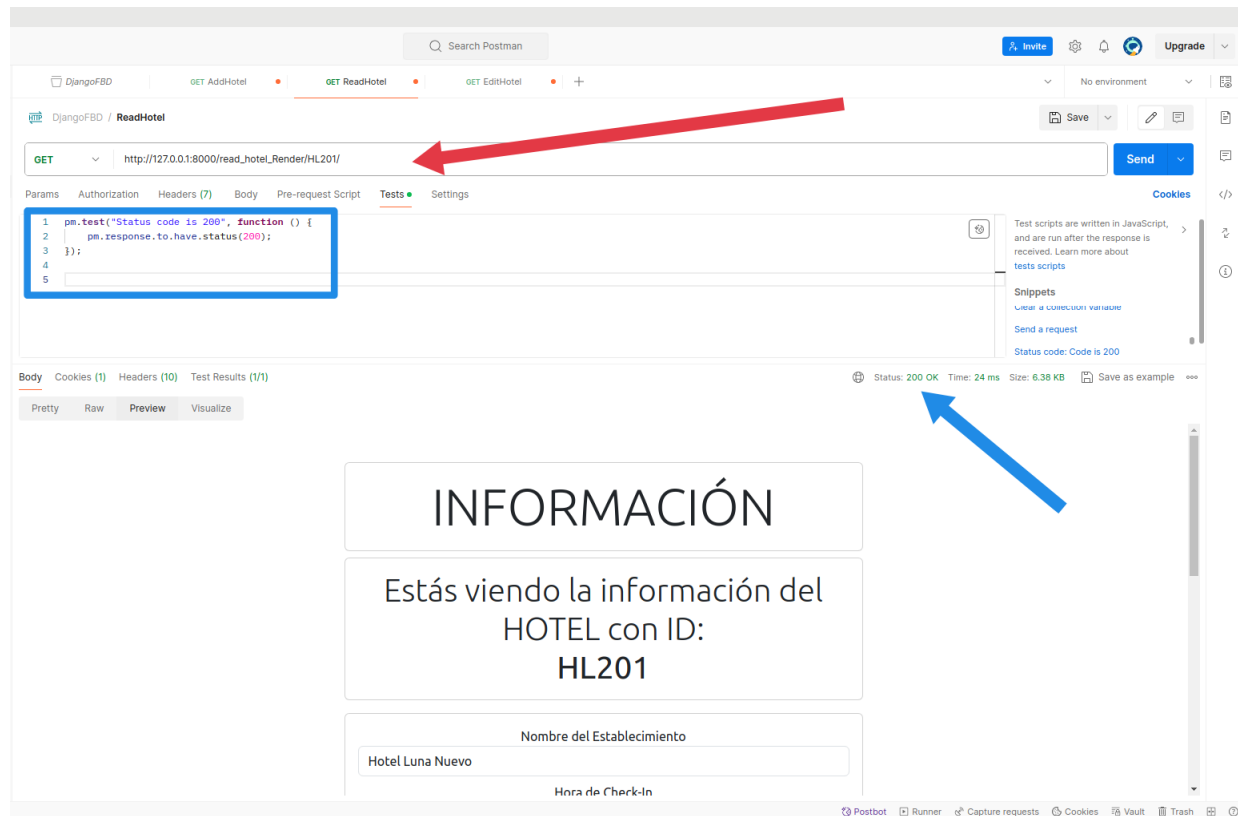 Search Postman
Invite
Upgrade
DjangoFBD
GET AddHotel
GET ReadHotel
GET EditHotel
No environment
HTTP DjangoFBD / ReadHotel
Save
GET http://127.0.0.1:8000/read_hotel_Render/HL201/
Send
Params Authorization Headers (7) Body Pre-request Script Tests Settings Cookies
1 pm.test("Status code is 200", function () {
2 pm.response.to.have.status(200);
3 });
4
5
Test scripts are written in JavaScript,
and are run after the response is
received. Learn more about
tests scripts
Snippets
Clear a collection variable
Send a request
Status code: Code is 200
Body Cookies (1) Headers (10) Test Results (1/1) Status: 200 OK Time: 24 ms Size: 6.38 KB Save as example
Pretty Raw Preview Visualize
INFORMACIÓN
Estás viendo la información del
HOTEL con ID:
HL201
Nombre del Establecimiento
Hotel Luna Nuevo
Hora de Check-In
Postbot Runner Capture requests Cookies Vault Trash